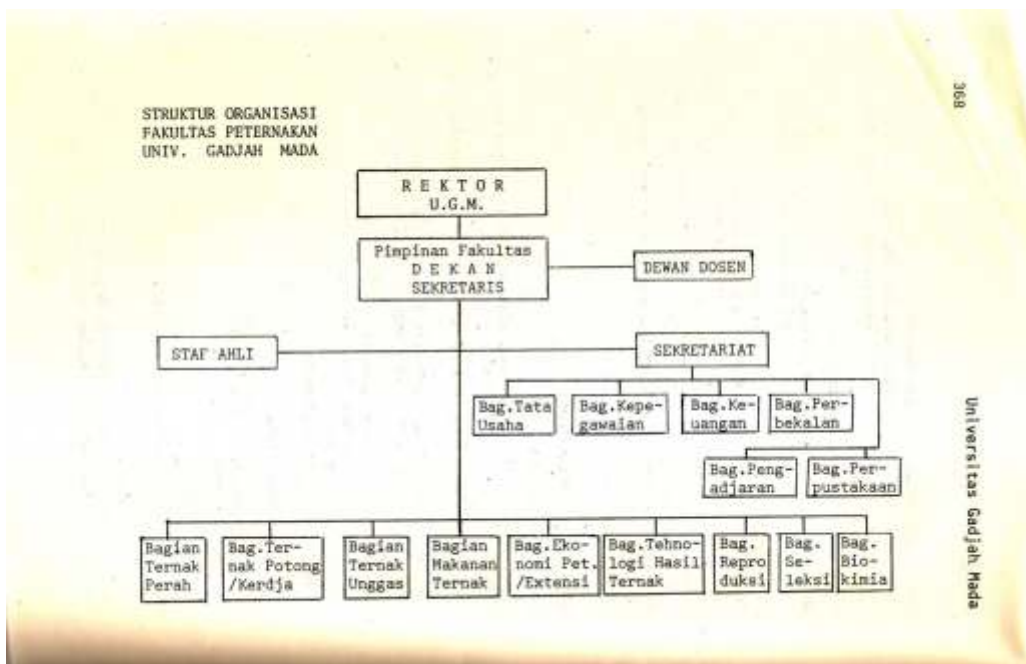 368
STRUKTUR ORGANISASI
FAKULTAS PETERNAKAN
UNIV. GADJAH MADA
R E K T O R
U.G.M.
Pimpinan Fakultas
D E K A N
SEKRETARIS
DEWAN DOSEN
STAF AHLI
SEKRETARIAT
Bag.Tata
Usaha
Bag.Kepe-
gawaian
Bag.Ke-
uangan
Bag.Per-
bekalan
Bag.Peng-
adjaran
Bag.Per-
pustakaan
Bagian
Ternak
Perah
Bag.Ter-
nak Potong
/Kerdja
Bagian
Ternak
Unggas
Bagian
Makanan
Ternak
Bag.Eko-
nomi Pet.
/Extensi
Bag.Tehno-
logi Hasil
Ternak
Bag.
Repro
duksi
Bag.
Se-
leksi
Bag.
Bio-
kimia
Universitas Gadjah Mada